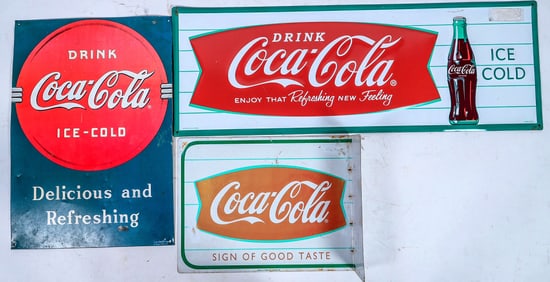 DRINK
Coca-Cola
ICE-COLD
Delicious and
Refreshing
DRINK
Coca-Cola®
ENJOY THAT Refreshing NEW Feeling
Coca-Cola
ICE
COLD
Coca-Cola
SIGN OF GOOD TASTE